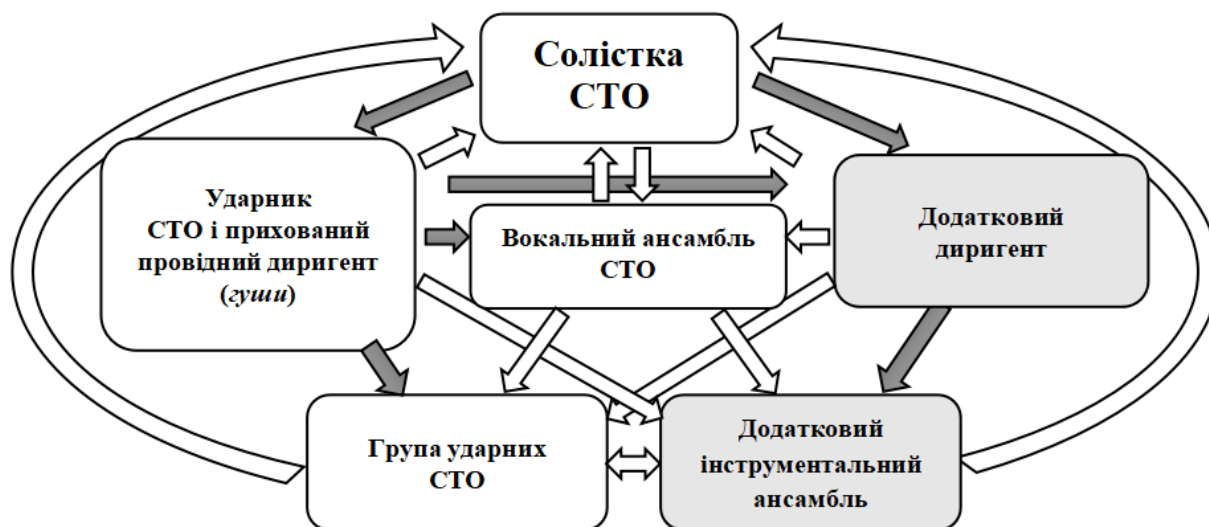 Солістка
СТО
Ударник
СТО і прихований
провідний диригент
(гуши)
Вокальний ансамбль
СТО
Додатковий
диригент
Група ударних
СТО
Додатковий
інструментальний
ансамбль